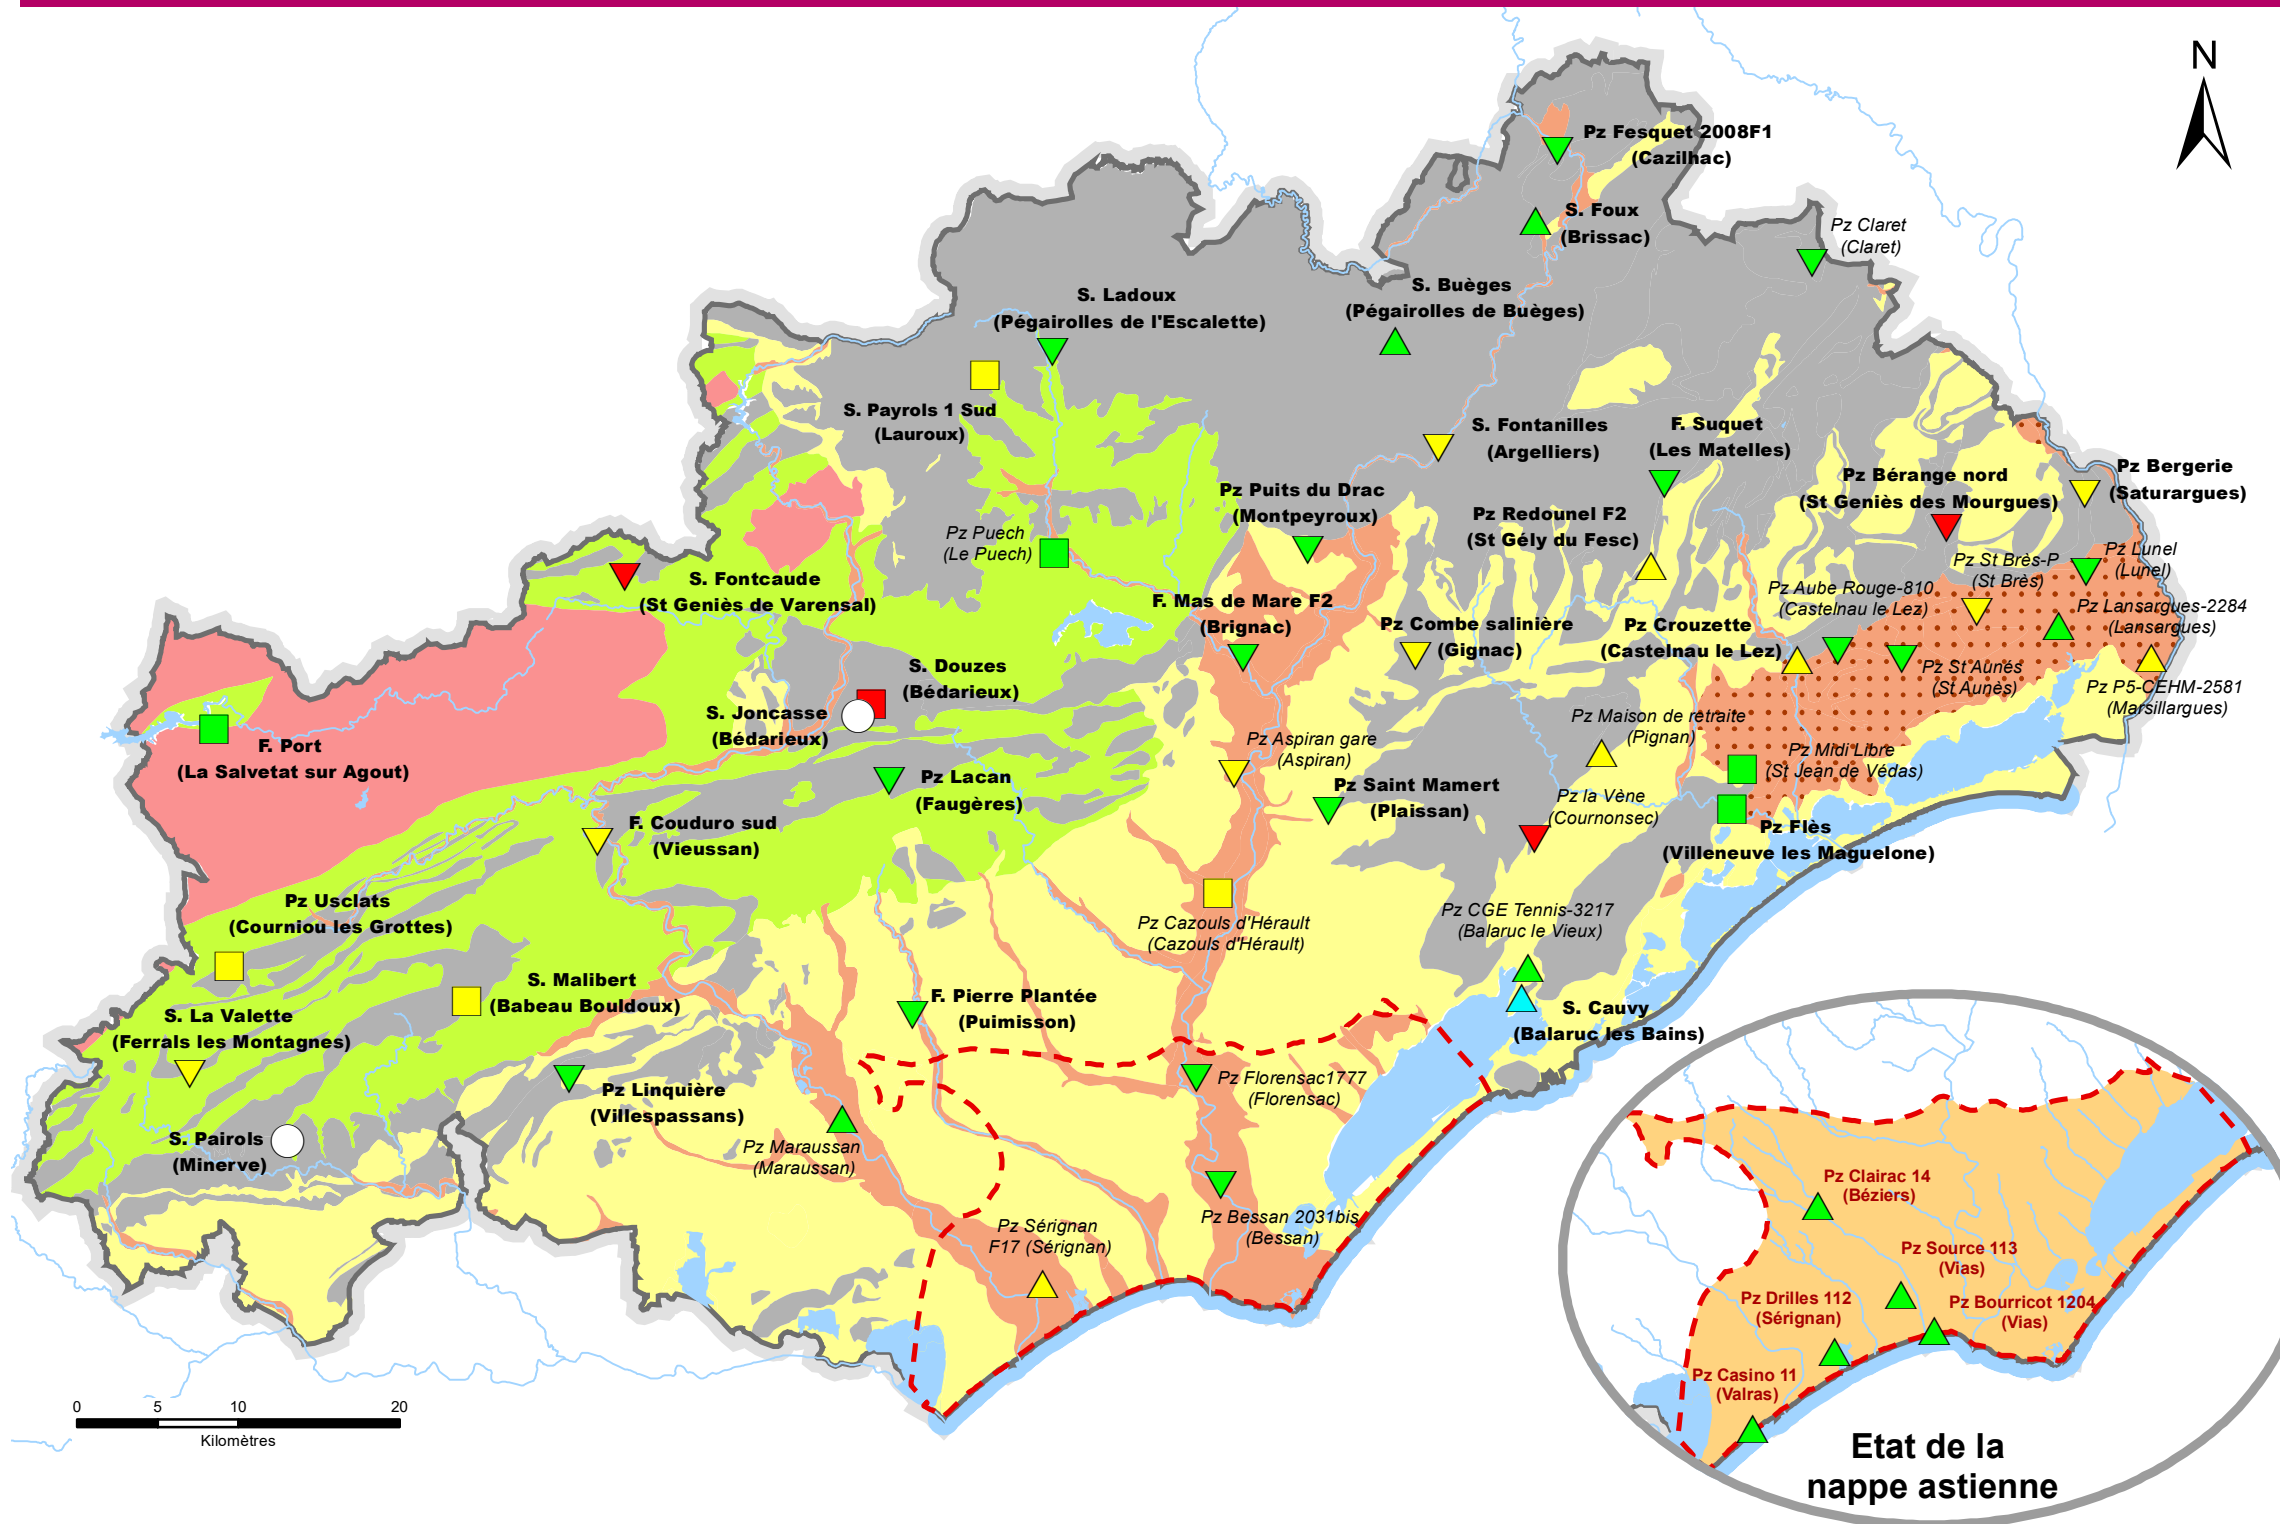 N
Pz Fesquet 2008F1
(Cazilhac)
S. Foux
(Brissac)
Pz Claret
(Claret)
S. Ladoux
(Pégairolles de l'Escalette)
S. Buèges
(Pégairolles de Buèges)
S. Payrols 1 Sud
(Lauroux)
S. Fontanilles
(Argelliers)
F. Suquet
(Les Matelles)
Pz Bérange nord
(St Geniès des Mourgues)
Pz Bergerie
(Saturargues)
Pz Puits du Drac
(Montpeyroux)
Pz Redounel F2
(St Gély du Fesc)
Pz Puech
(Le Puech)
Pz St Brès-P
(St Brès)
Pz Lunel
(Lunel)
S. Fontcaude
(St Geniès de Varensal)
F. Mas de Mare F2
(Brignac)
Pz Aube Rouge-810
(Castelnau le Lez)
Pz Lansargues-2284
(Lansargues)
Pz Combe salinière
(Gignac)
Pz Crouzette
(Castelnau le Lez)
S. Douzes
(Bédarieux)
Pz St Aunés
(St Aunès)
Pz P5-CEHM-2581
(Marsillargues)
S. Joncasse
(Bédarieux)
Pz Maison de retraite
(Pignan)
F. Port
(La Salvetat sur Agout)
Pz Aspiran gare
(Aspiran)
Pz Midi Libre
(St Jean de Védas)
Pz Lacan
(Faugères)
Pz Saint Mamert
(Plaissan)
Pz la Vène
(Cournonsec)
F. Couduro sud
(Vieussan)
Pz Flès
(Villeneuve les Maguelone)
Pz Usclats
(Courniou les Grottes)
Pz Cazouls d'Hérault
(Cazouls d'Hérault)
Pz CGE Tennis-3217
(Balaruc le Vieux)
S. Malibert
(Babeau Bouldoux)
F. Pierre Plantée
(Puimisson)
S. Cauvy
(Balaruc les Bains)
S. La Valette
(Ferrals les Montagnes)
Pz Linquière
(Villespassans)
Pz Florensac1777
(Florensac)
S. Pairols
(Minerve)
Pz Maraussan
(Maraussan)
Pz Sérignan
F17 (Sérignan)
Pz Bessan 2031bis
(Bessan)
Pz Clairac 14
(Béziers)
Pz Source 113
(Vias)
Pz Drilles 112
(Sérignan)
Pz Bourricot 1204
(Vias)
Pz Casino 11
(Valras)
Etat de la
nappe astienne
0 5 10 20
Kilomètres